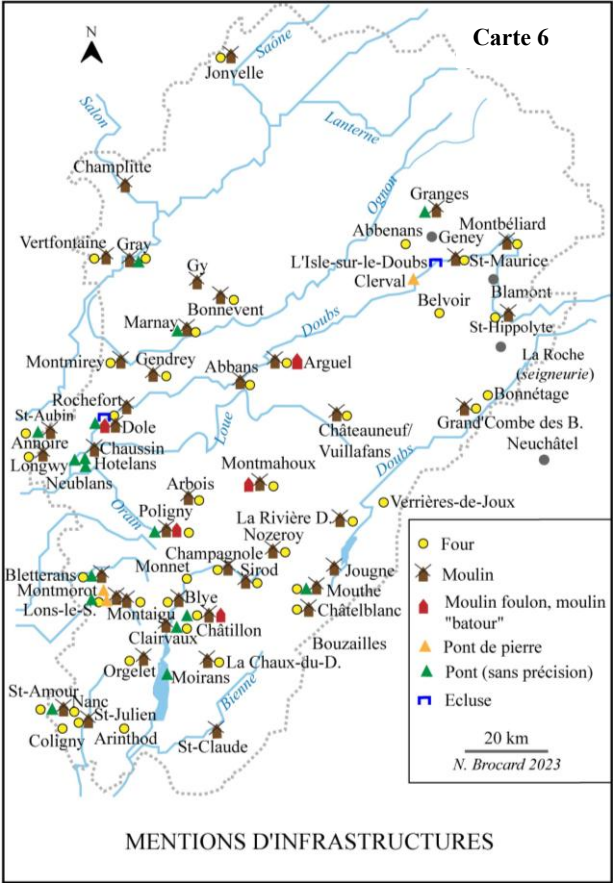 Carte 6
N
Saône
Jonvelle
Salon
Lanterne
Champlitte
Ognon
Granges
Abbenans
Geney
Montbéliard
Vertfontaine
Gray
L'Isle-sur-le-Doubs
St-Maurice
Gy
Clerval
Blamont
Bonnevent
Belvoir
Doubs
Marnay
St-Hippolyte
Montmirey
Gendrey
Abbans
Arguel
La Roche
(seigneurie)
Rochefort
Bonnétage
St-Aubin
Dole
Loue
Châteauneuf/
Vuillafans
Grand'Combe des B.
Annoire
Chaussin
Neuchâtel
Longwy
Hotelans
Doubs
Neublans
Montmahoux
Arbois
Orain
Verrières-de-Joux
Poligny
La Rivière D.
Nozeroy
Champagnole
Bletterans
Monnet
Sirod
Jougne
Montmorot
Mouthe
Lons-le-S.
Blye
Montaigu
Châtelblanc
Clairvaux
Châtillon
Bouzailles
Orgelet
La Chaux-du-D.
Moirans
St-Amour
Nanc
Bienne
St-Julien
Coligny
Arinthod
St-Claude
Four
Moulin
Moulin foulon, moulin
"batour"
Pont de pierre
Pont (sans précision)
Ecluse
20 km
N. Brocard 2023
MENTIONS D'INFRASTRUCTURES